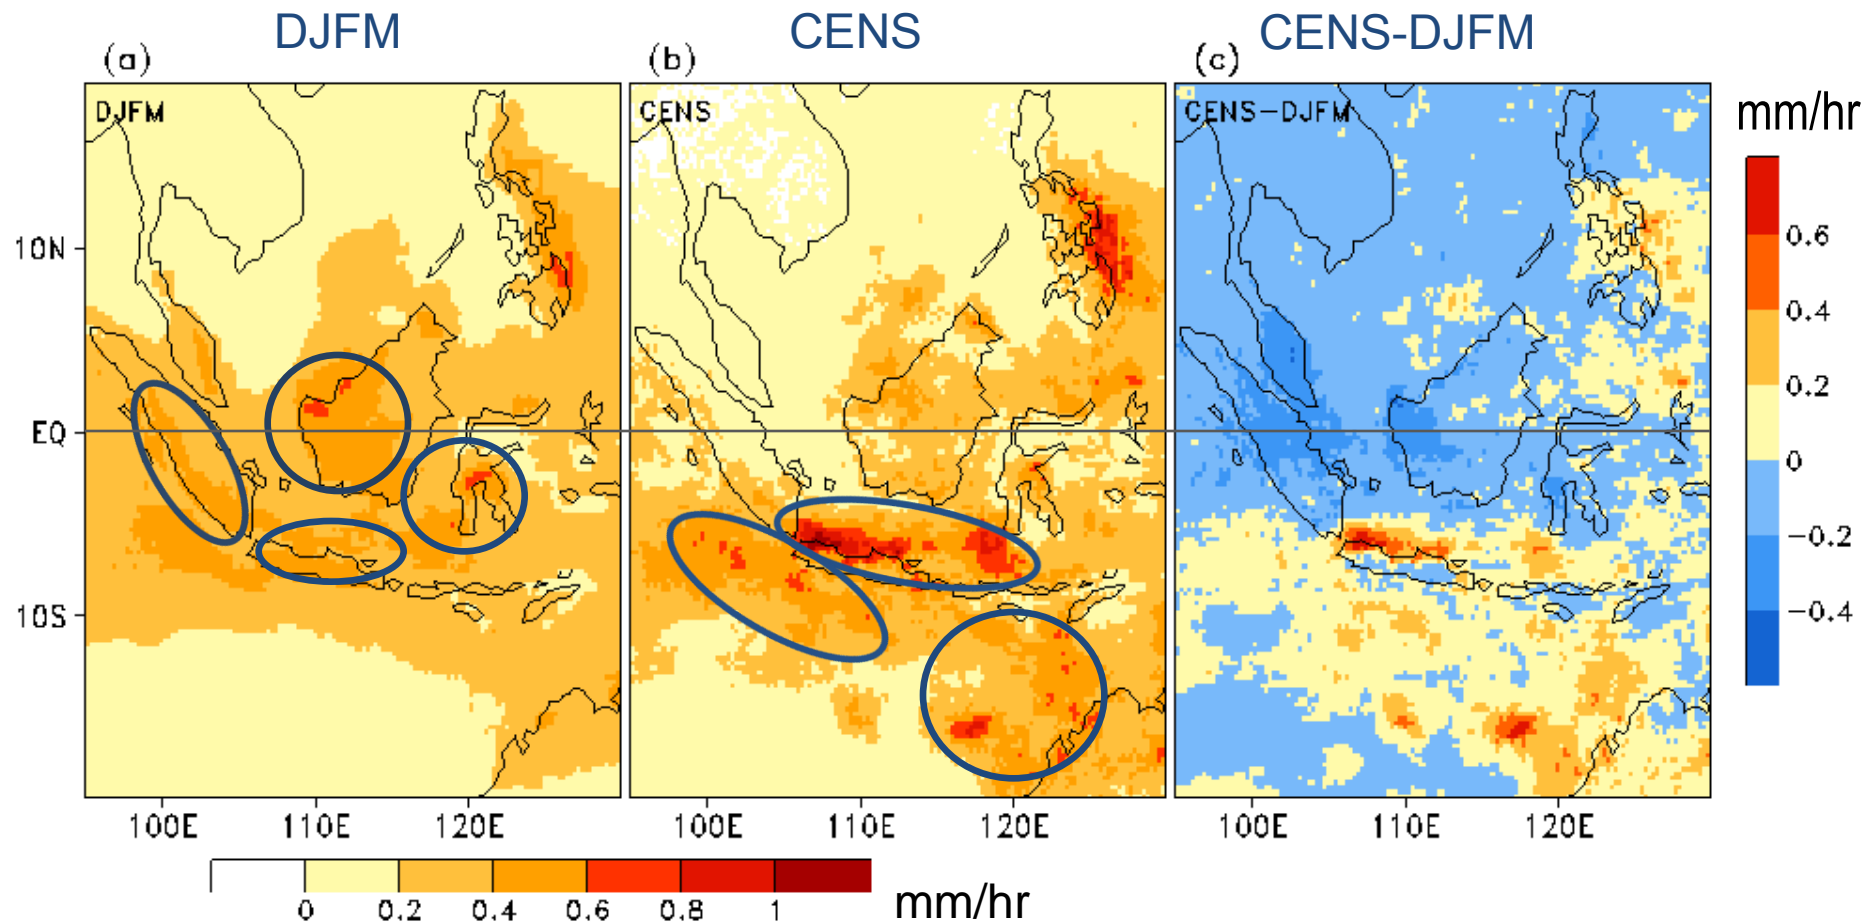 DJFM CENS CENS-DJFM
(a) (b) (c)
DJFM CENS CENS-DJFM
mm/hr
10N
EQ
10S
0.6
0.4
0.2
0
-0.2
-0.4
100E 110E 120E 100E 110E 120E 100E 110E 120E
0 0.2 0.4 0.6 0.8 1 mm/hr